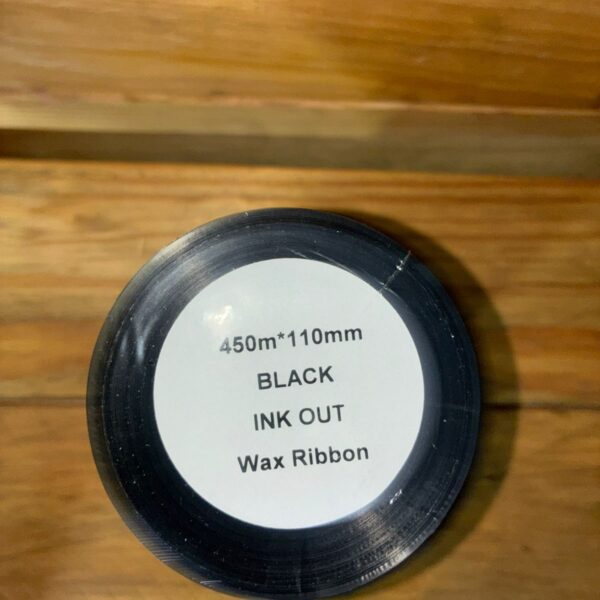 450m*110mm
BLACK
INK OUT
Wax Ribbon